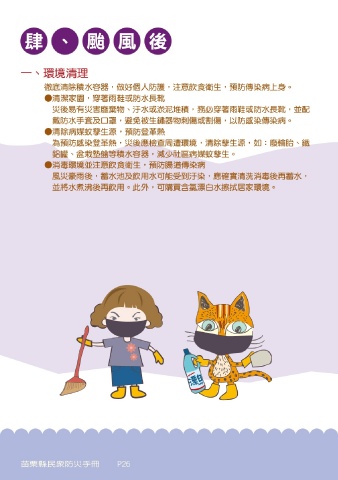 肆、颱風後
一、環境清理
徹底清除積水容器，做好個人防護，注意飲食衛生，預防傳染病上身。
●清潔家園，穿著雨鞋或防水長靴
災後易有災害廢棄物、汙水或淤泥堆積，務必穿著雨鞋或防水長靴，並配
戴防水手套及口罩，避免被生鏽器物刺傷或割傷，以防感染傳染病。
●清除病媒蚊孳生源，預防登革熱
為預防感染登革熱，災後應檢查周遭環境，清除孳生源，如：廢輪胎、鐵
鋁罐、盆栽墊盤等積水容器，減少社區病媒蚊孳生。
●消毒環境並注意飲食衛生，預防腸道傳染病
風災豪雨後，蓄水池及飲用水可能受到汙染，應確實清洗消毒後再蓄水，
並將水煮沸後再飲用。此外，可購買含氯漂白水擦拭居家環境。
漂白
苗栗縣民眾防災手冊 P25